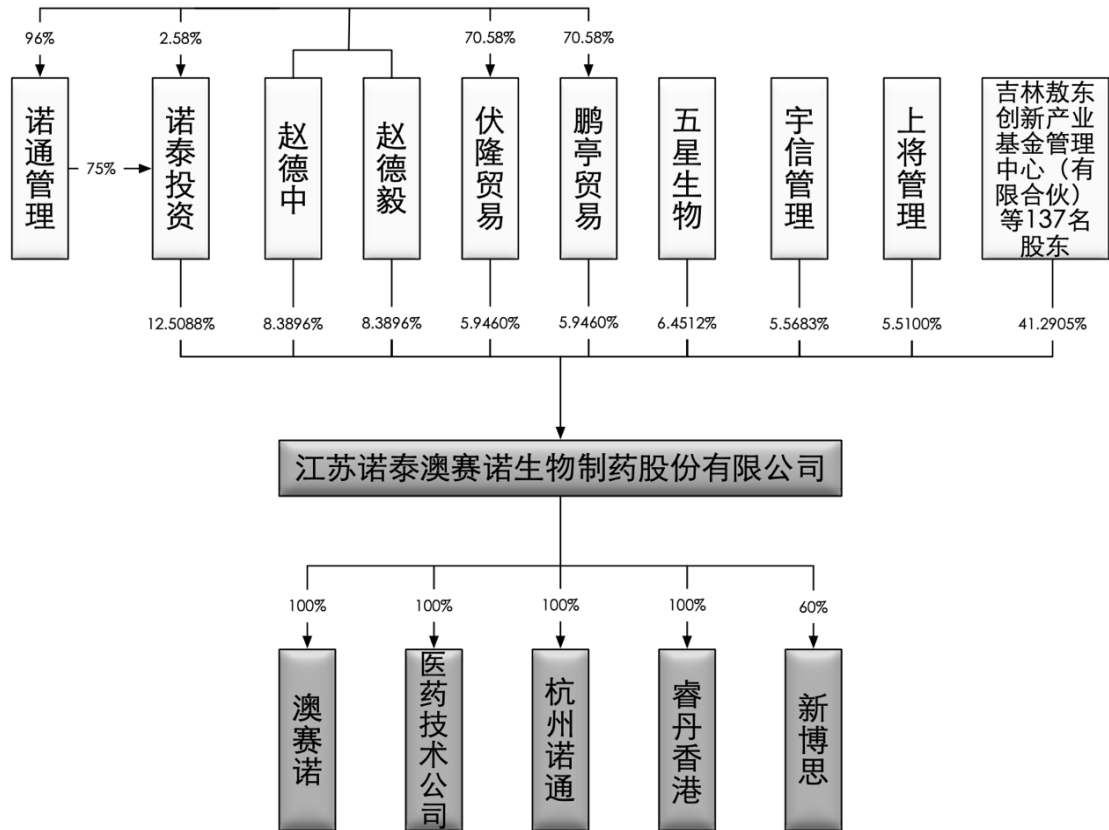 96%
2.58%
70.58%
70.58%
诺通管理
75%
诺泰投资
赵德中
赵德毅
伏隆贸易
鹏亭贸易
五星生物
宇信管理
上将管理
吉林敖东
创新产业
基金管理
中心（有
限合伙）
等137名
股东
12.5088%
8.3896%
8.3896%
5.9460%
5.9460%
6.4512%
5.5683%
5.5100%
41.2905%
江苏诺泰澳赛诺生物制药股份有限公司
100%
100%
100%
100%
60%
澳赛诺
医药技术公司
杭州诺通
睿丹香港
新博思